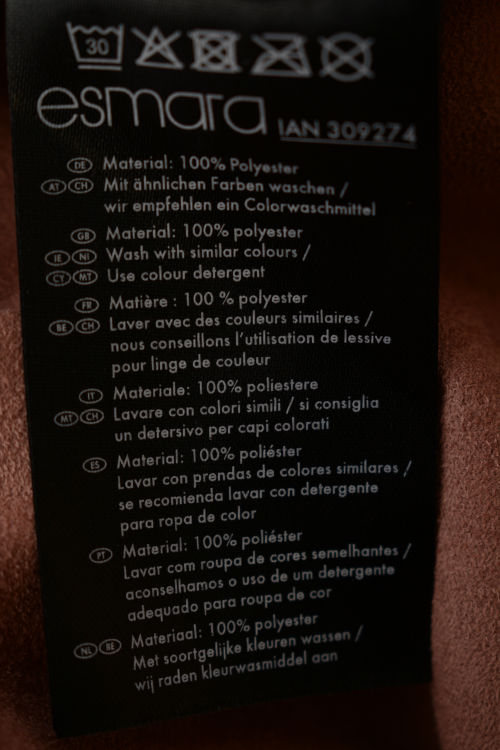 30
esmara IAN 309274
DE Material: 100% Polyester
AT CH Mit ähnlichen Farben waschen /
wir empfehlen ein Colorwaschmittel
GB Material: 100% polyester
IE NI Wash with similar colours /
CY MT Use colour detergent
FR Matière : 100 % polyester
BE CH Laver avec des couleurs similaires /
nous conseillons l'utilisation de lessive
pour linge de couleur
IT Materiale: 100% poliestere
MT CH Lavare con colori simili / si consiglia
un detersivo per capi colorati
ES Material: 100% poliéster
Lavar con prendas de colores similares /
se recomienda lavar con detergente
para ropa de color
PT Material: 100% poliéster
Lavar com roupa de cores semelhantes /
aconselhamos o uso de um detergente
adequado para roupa de cor
NL BE Materiaal: 100% polyester
Met soortgelijke kleuren wassen /
wij raden kleurwasmiddel aan